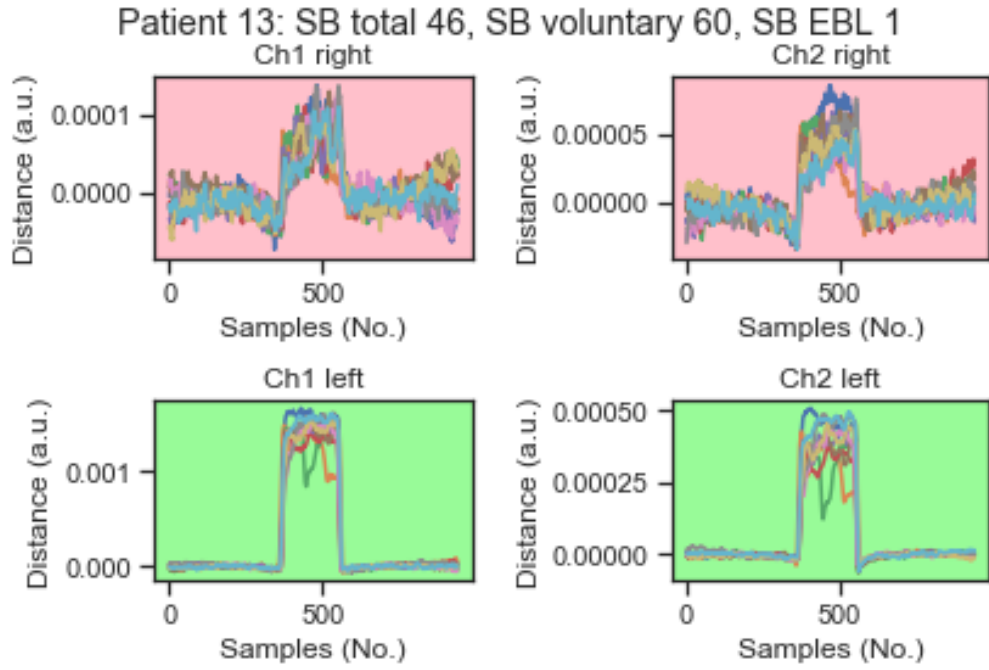 Patient 13: SB total 46, SB voluntary 60, SB EBL 1
Ch1 right
Distance (a.u.)
0.0001
0.0000
0
500
Samples (No.)
Ch2 right
Distance (a.u.)
0.00005
0.00000
0
500
Samples (No.)
Ch1 left
Distance (a.u.)
0.001
0.000
0
500
Samples (No.)
Ch2 left
Distance (a.u.)
0.00050
0.00025
0.00000
0
500
Samples (No.)